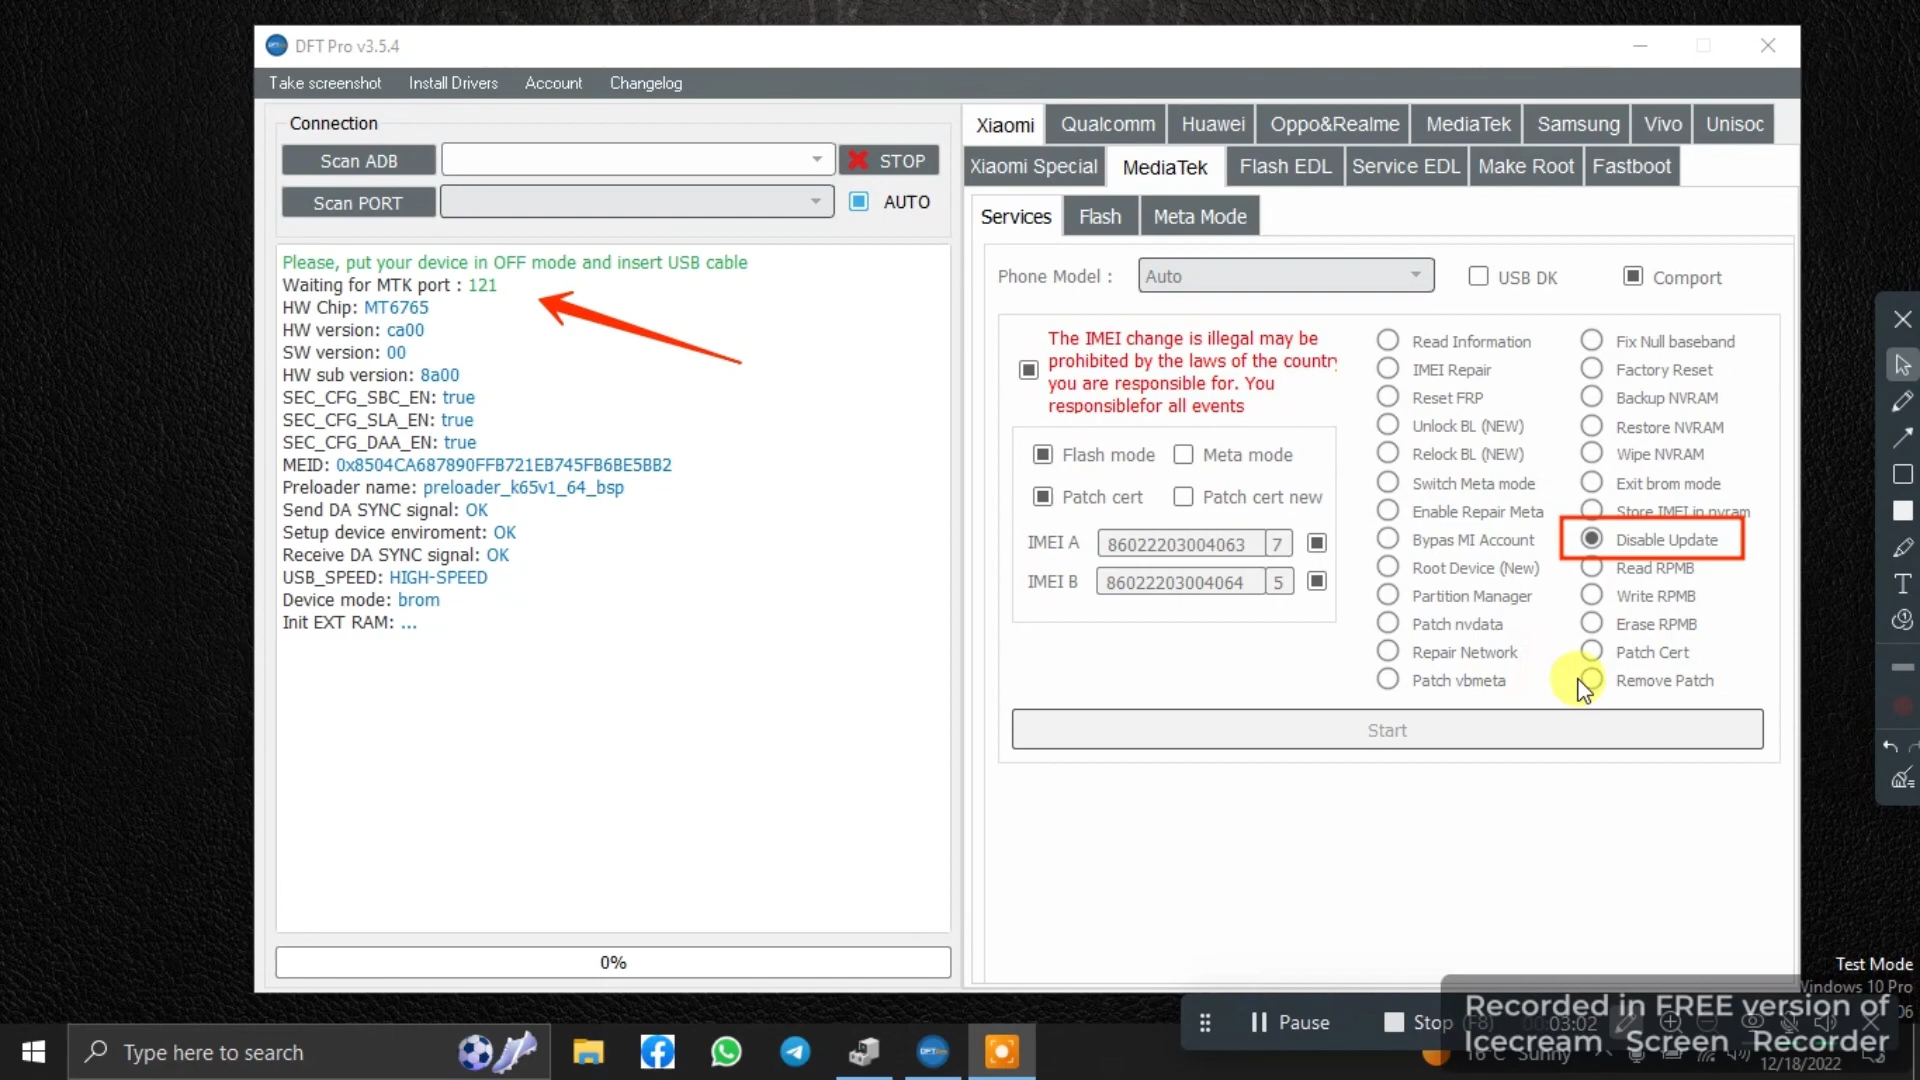 DFT Pro v3.5.4
Take screenshot Install Drivers Account Changelog
Connection
Scan ADB STOP
Scan PORT AUTO
Please, put your device in OFF mode and insert USB cable
Waiting for MTK port : 121
HW Chip: MT6765
HW version: ca00
SW version: 00
HW sub version: 8a00
SEC_CFG_SBC_EN: true
SEC_CFG_SLA_EN: true
SEC_CFG_DAA_EN: true
MEID: 0x8504CA687890FFB721EB745FB6BE5BB2
Preloader name: preloader_k65v1_64_bsp
Send DA SYNC signal: OK
Setup device enviroment: OK
Receive DA SYNC signal: OK
USB_SPEED: HIGH-SPEED
Device mode: brom
Init EXT RAM: ...
0%
Xiaomi Qualcomm Huawei Oppo&Realme MediaTek Samsung Vivo Unisoc
Xiaomi Special MediaTek Flash EDL Service EDL Make Root Fastboot
Services Flash Meta Mode
Phone Model : Auto USB DK Comport
The IMEI change is illegal may be
prohibited by the laws of the country
you are responsible for. You
responsiblefor all events
Flash mode Meta mode
Patch cert Patch cert new
IMEI A 86022203004063 7
IMEI B 86022203004064 5
Read Information
IMEI Repair
Reset FRP
Unlock BL (NEW)
Relock BL (NEW)
Switch Meta mode
Enable Repair Meta
Bypas MI Account
Root Device (New)
Partition Manager
Patch nvdata
Repair Network
Patch vbmeta
Fix Null baseband
Factory Reset
Backup NVRAM
Restore NVRAM
Wipe NVRAM
Exit brom mode
Store IMEI in nvram
Disable Update
Read RPMB
Write RPMB
Erase RPMB
Patch Cert
Remove Patch
Start
Test Mode
Windows 10 Pro
Recorded in FREE version of
Icecream Screen Recorder
Pause Stop (F8) 00:03:02
Type here to search
16°C Sunny
12/18/2022